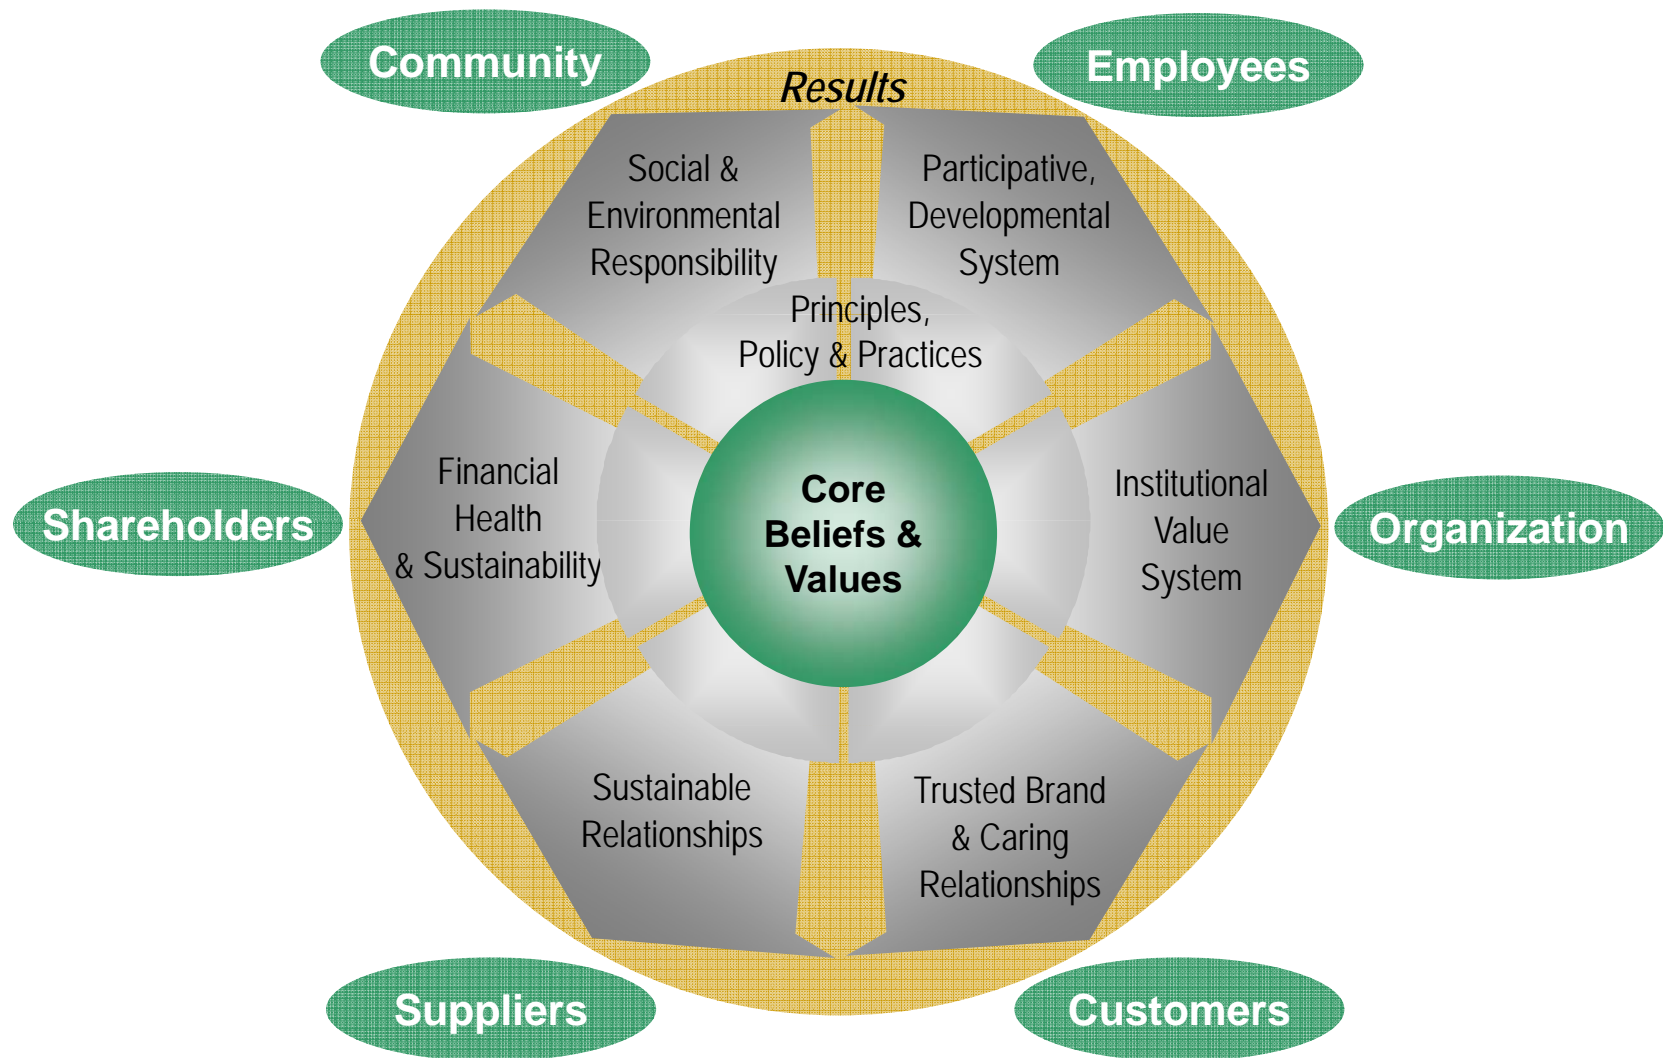 Community
Employees
Results
Social &
Environmental
Responsibility
Participative,
Developmental
System
Principles,
Policy & Practices
Financial
Health
& Sustainability
Core
Beliefs &
Values
Institutional
Value
System
Shareholders
Organization
Sustainable
Relationships
Trusted Brand
& Caring
Relationships
Suppliers
Customers